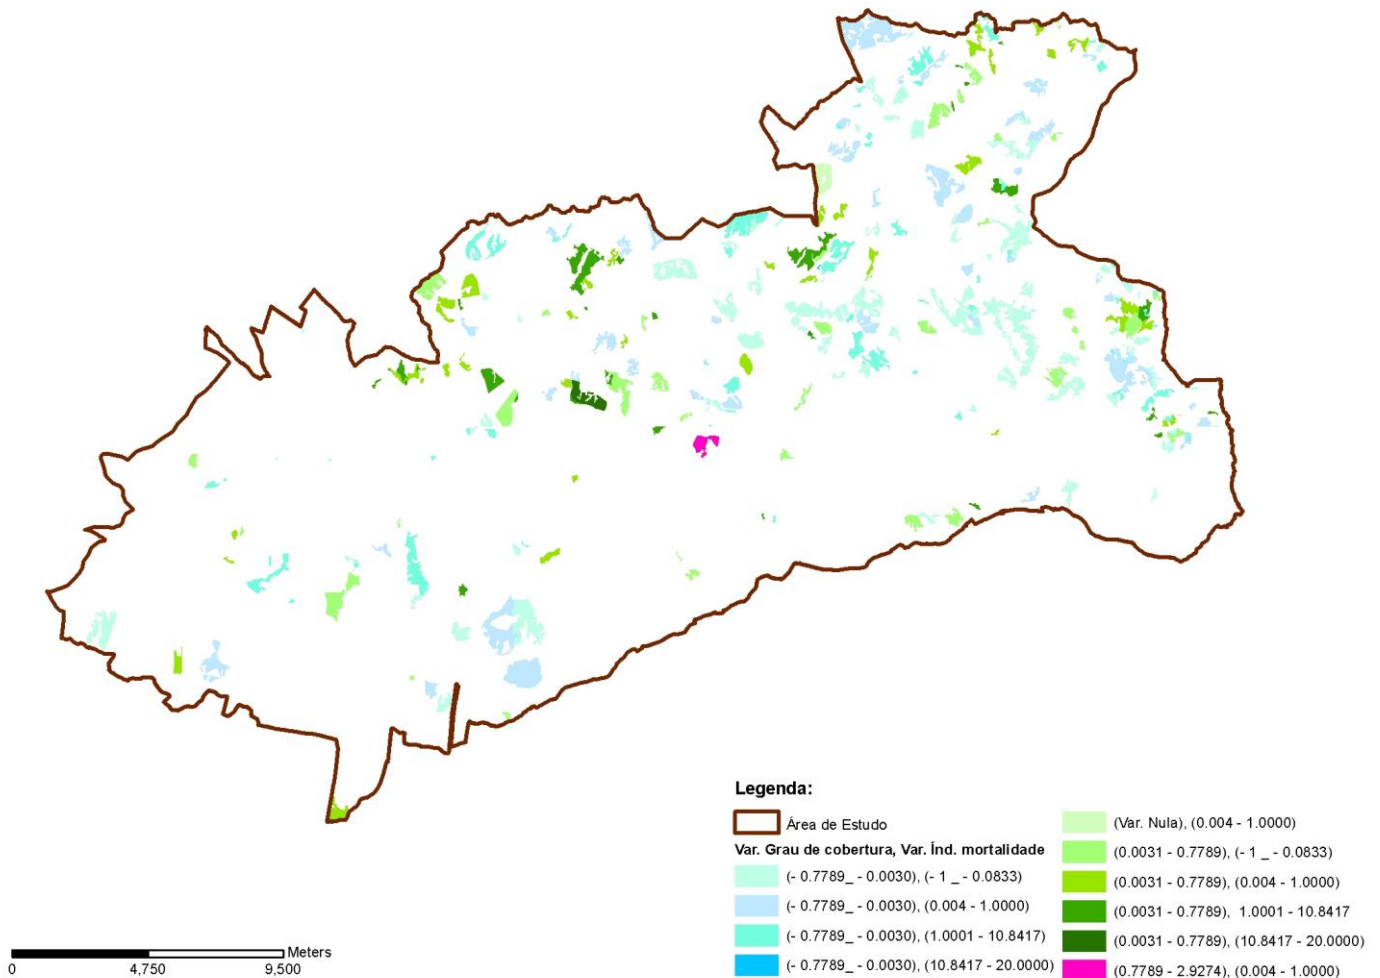 Legenda:
Área de Estudo
Var. Grau de cobertura, Var. Índ. mortalidade
(- 0.7789_ - 0.0030), (- 1 _ - 0.0833)
(- 0.7789_ - 0.0030), (0.004 - 1.0000)
(- 0.7789_ - 0.0030), (1.0001 - 10.8417)
(- 0.7789_ - 0.0030), (10.8417 - 20.0000)
(Var. Nula), (0.004 - 1.0000)
(0.0031 - 0.7789), (- 1 _ - 0.0833)
(0.0031 - 0.7789), (0.004 - 1.0000)
(0.0031 - 0.7789), 1.0001 - 10.8417
(0.0031 - 0.7789), (10.8417 - 20.0000)
(0.7789 - 2.9274), (0.004 - 1.0000)
Meters
0 4,750 9,500